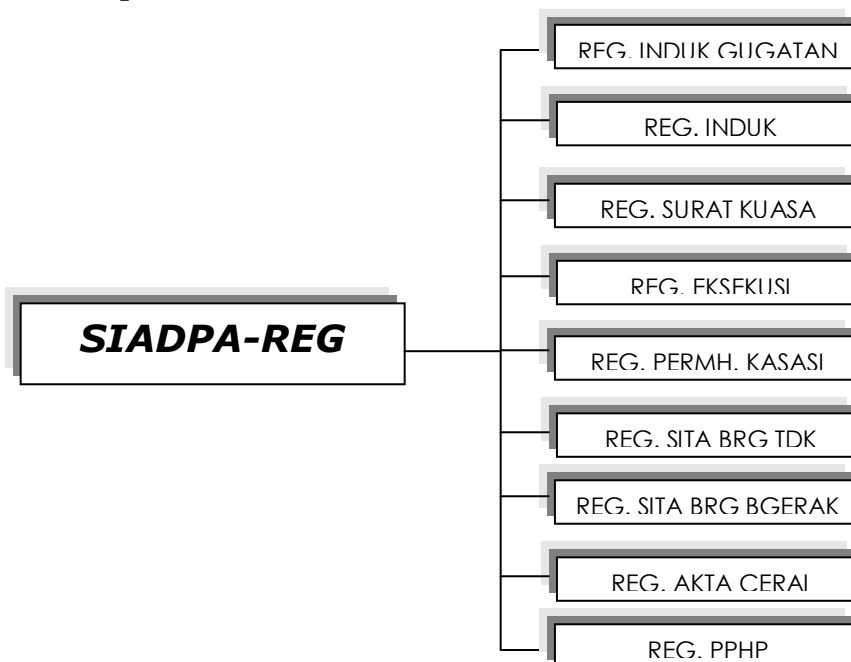 REG. INDUK GUGATAN
REG. INDUK
REG. SURAT KUASA
REG. EKSEKUSI
SIADPA-REG
REG. PERMH. KASASI
REG. SITA BRG TDK
REG. SITA BRG BGERAK
REG. AKTA CERAI
REG. PPHP